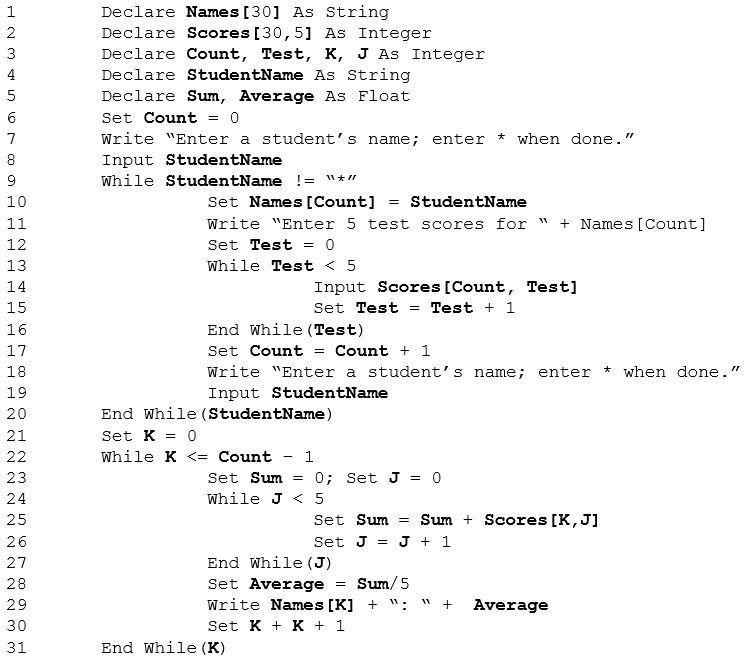 1 Declare Names[30] As String
2 Declare Scores[30,5] As Integer
3 Declare Count, Test, K, J As Integer
4 Declare StudentName As String
5 Declare Sum, Average As Float
6 Set Count = 0
7 Write “Enter a student’s name; enter * when done.”
8 Input StudentName
9 While StudentName != “*”
10 Set Names[Count] = StudentName
11 Write “Enter 5 test scores for “ + Names[Count]
12 Set Test = 0
13 While Test < 5
14 Input Scores[Count, Test]
15 Set Test = Test + 1
16 End While(Test)
17 Set Count = Count + 1
18 Write “Enter a student’s name; enter * when done.”
19 Input StudentName
20 End While(StudentName)
21 Set K = 0
22 While K <= Count - 1
23 Set Sum = 0; Set J = 0
24 While J < 5
25 Set Sum = Sum + Scores[K,J]
26 Set J = J + 1
27 End While(J)
28 Set Average = Sum/5
29 Write Names[K] + “: “ + Average
30 Set K + K + 1
31 End While(K)